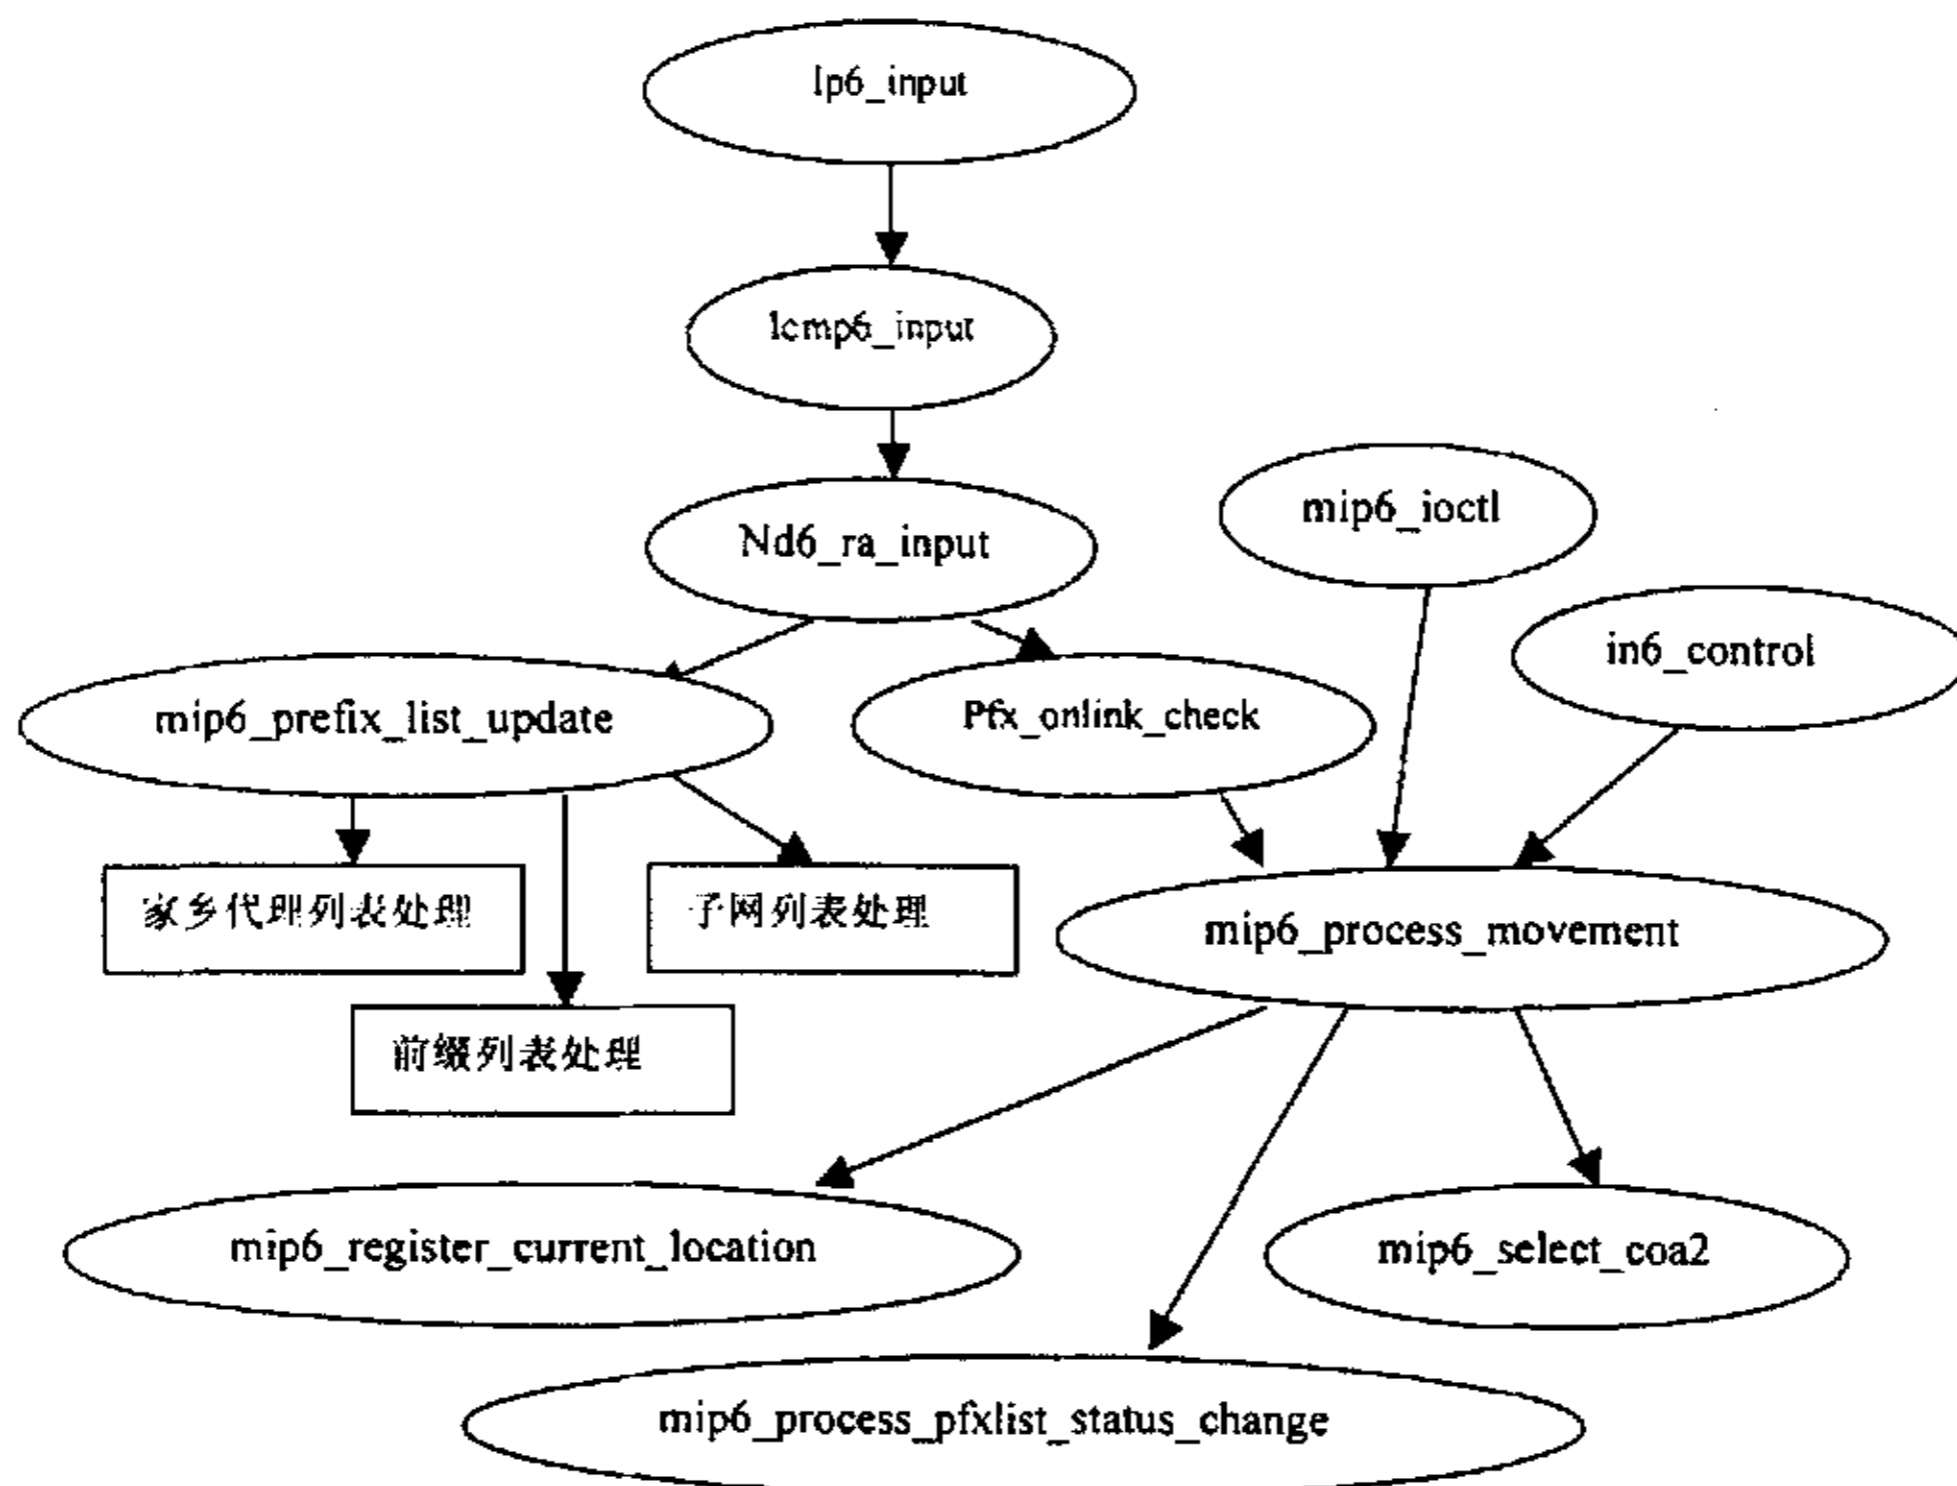 Ip6_input
Icmp6_input
Nd6_ra_input
mip6_ioctl
in6_control
mip6_prefix_list_update
Pfx_onlink_check
家乡代理列表处理
子网列表处理
mip6_process_movement
前缀列表处理
mip6_register_current_location
mip6_select_coa2
mip6_process_pfxlist_status_change